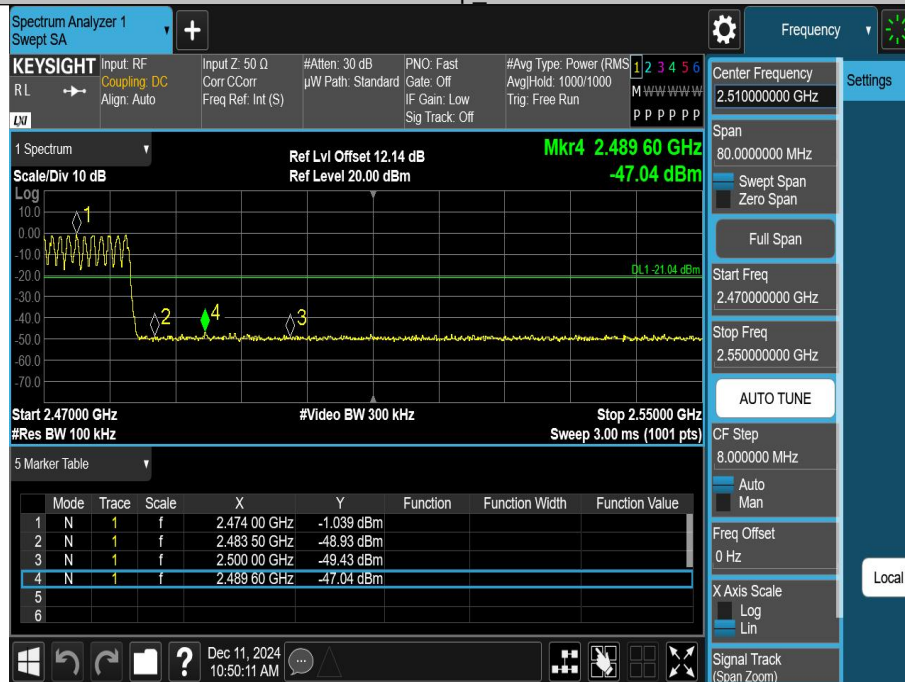 Spectrum Analyzer 1
Swept SA
+
Frequency
KEYSIGHT
RL
LXI
Input: RF
Coupling: DC
Align: Auto
Input Z: 50 Ω
Corr CCorr
Freq Ref: Int (S)
#Atten: 30 dB
µW Path: Standard
PNO: Fast
Gate: Off
IF Gain: Low
Sig Track: Off
#Avg Type: Power (RMS
Avg|Hold: 1000/1000
Trig: Free Run
1 2 3 4 5 6
M W W W W W
P P P P P P
1 Spectrum
Scale/Div 10 dB
Ref Lvl Offset 12.14 dB
Ref Level 20.00 dBm
Mkr4 2.489 60 GHz
-47.04 dBm
Log
10.0
0.00
-10.0
-20.0
-30.0
-40.0
-50.0
-60.0
-70.0
1
2
4
3
DL1 -21.04 dBm
Start 2.47000 GHz
#Video BW 300 kHz
Stop 2.55000 GHz
#Res BW 100 kHz
Sweep 3.00 ms (1001 pts)
5 Marker Table
Mode Trace Scale X Y Function Function Width Function Value
1 N 1 f 2.474 00 GHz -1.039 dBm
2 N 1 f 2.483 50 GHz -48.93 dBm
3 N 1 f 2.500 00 GHz -49.43 dBm
4 N 1 f 2.489 60 GHz -47.04 dBm
5
6
?
Dec 11, 2024
10:50:11 AM
Center Frequency
2.510000000 GHz
Settings
Span
80.0000000 MHz
Swept Span
Zero Span
Full Span
Start Freq
2.470000000 GHz
Stop Freq
2.550000000 GHz
AUTO TUNE
CF Step
8.000000 MHz
Auto
Man
Freq Offset
0 Hz
X Axis Scale
Log
Lin
Local
Signal Track
(Span Zoom)